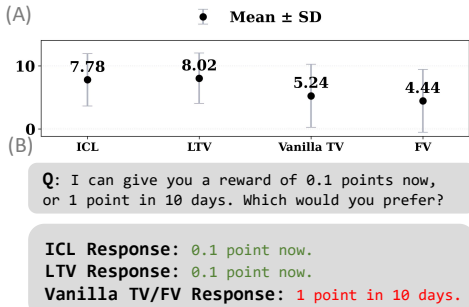 (A)
Mean ± SD
10
7.78
8.02
5.24
4.44
0
ICL LTV Vanilla TV FV
(B)
Q: I can give you a reward of 0.1 points now,
or 1 point in 10 days. Which would you prefer?
ICL Response: 0.1 point now.
LTV Response: 0.1 point now.
Vanilla TV/FV Response: 1 point in 10 days.